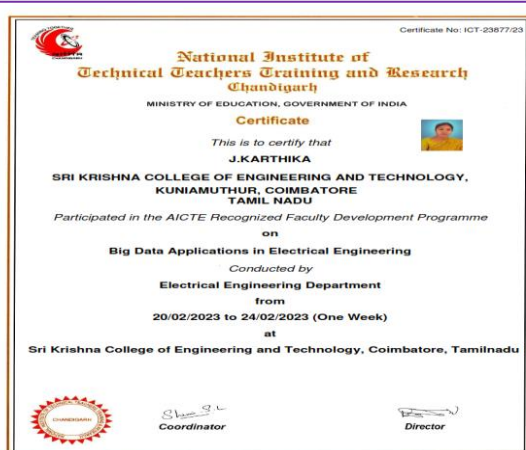 Certificate No: ICT-23877/23
National Institute of
Technical Teachers Training and Research
Chandigarh
MINISTRY OF EDUCATION, GOVERNMENT OF INDIA
Certificate
This is to certify that
J.KARTHIKA
SRI KRISHNA COLLEGE OF ENGINEERING AND TECHNOLOGY,
KUNIAMUTHUR, COIMBATORE
TAMIL NADU
Participated in the AICTE Recognized Faculty Development Programme
on
Big Data Applications in Electrical Engineering
Conducted by
Electrical Engineering Department
from
20/02/2023 to 24/02/2023 (One Week)
at
Sri Krishna College of Engineering and Technology, Coimbatore, Tamilnadu
CHANDIGARH
Coordinator
Director